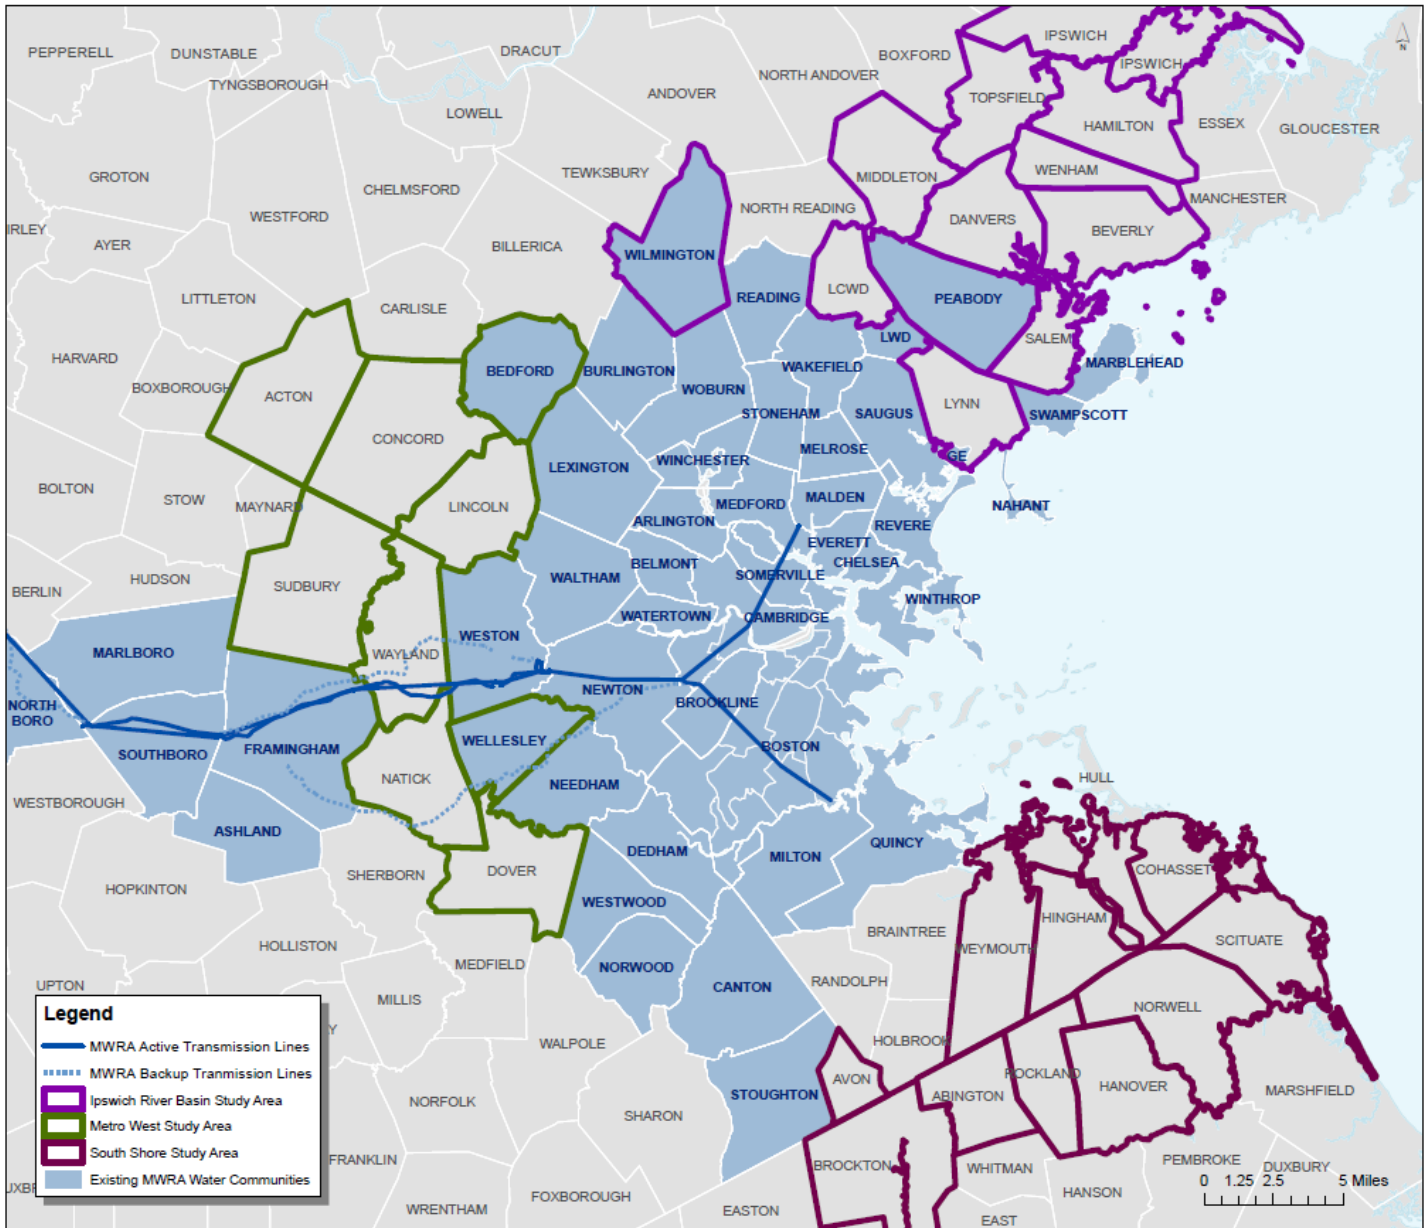 IPSWICH
PEPPERELL
DUNSTABLE
DRACUT
BOXFORD
IPSWICH
TYNGSBOROUGH
NORTH ANDOVER
ANDOVER
TOPSFIELD
LOWELL
HAMILTON
ESSEX
GLOUCESTER
TEWKSBURY
WENHAM
GROTON
CHELMSFORD
MIDDLETON
MANCHESTER
NORTH READING
WESTFORD
DANVERS
IRLEY
AYER
BILLERICA
BEVERLY
WILMINGTON
LCWD
LITTLETON
READING
PEABODY
CARLISLE
LWD
SALEM
HARVARD
BEDFORD
BURLINGTON
WAKEFIELD
MARBLEHEAD
BOXBOROUGH
WOBURN
ACTON
LYNN
STONEHAM
SAUGUS
SWAMPSCOTT
CONCORD
MELROSE
GE
LEXINGTON
WINCHESTER
BOLTON
STOW
MAYNARD
LINCOLN
MEDFORD
MALDEN
NAHANT
ARLINGTON
REVERE
EVERETT
CHELSEA
BELMONT
SOMERVILLE
WALTHAM
HUDSON
SUDBURY
BERLIN
WINTHROP
WATERTOWN
CAMBRIDGE
WESTON
MARLBORO
WAYLAND
NEWTON
BROOKLINE
NORTH
BORO
WELLESLEY
BOSTON
SOUTHBORO
FRAMINGHAM
NATICK
NEEDHAM
HULL
WESTBOROUGH
ASHLAND
DEDHAM
MILTON
QUINCY
SHERBORN
DOVER
COHASSET
HOPKINTON
WESTWOOD
HINGHAM
BRAINTREE
HOLLISTON
WEYMOUTH
SCITUATE
MEDFIELD
NORWOOD
RANDOLPH
CANTON
UPTON
MILLIS
NORWELL
Y
WALPOLE
HOLBROOK
ROCKLAND
AVON
HANOVER
STOUGHTON
ABINGTON
MARSHFIELD
NORFOLK
SHARON
FRANKLIN
BROCKTON
WHITMAN
PEMBROKE
DUXBURY
HANSON
FOXBOROUGH
WRENTHAM
EASTON
EAST
UXBR
Legend
MWRA Active Transmission Lines
MWRA Backup Tranmission Lines
Ipswich River Basin Study Area
Metro West Study Area
South Shore Study Area
Existing MWRA Water Communities
0 1.25 2.5 5 Miles
N